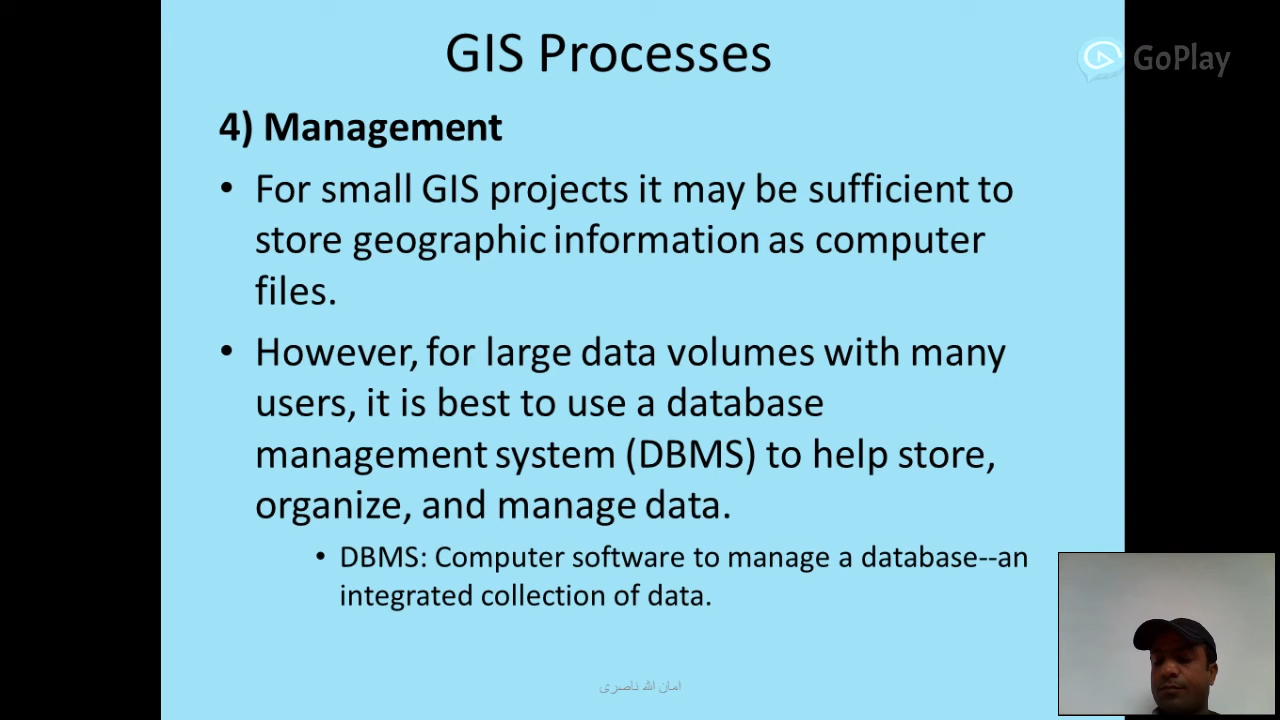 GIS Processes
GoPlay
4) Management
• For small GIS projects it may be sufficient to
store geographic information as computer
files.
• However, for large data volumes with many
users, it is best to use a database
management system (DBMS) to help store,
organize, and manage data.
• DBMS: Computer software to manage a database--an
integrated collection of data.
امان الله ناصری